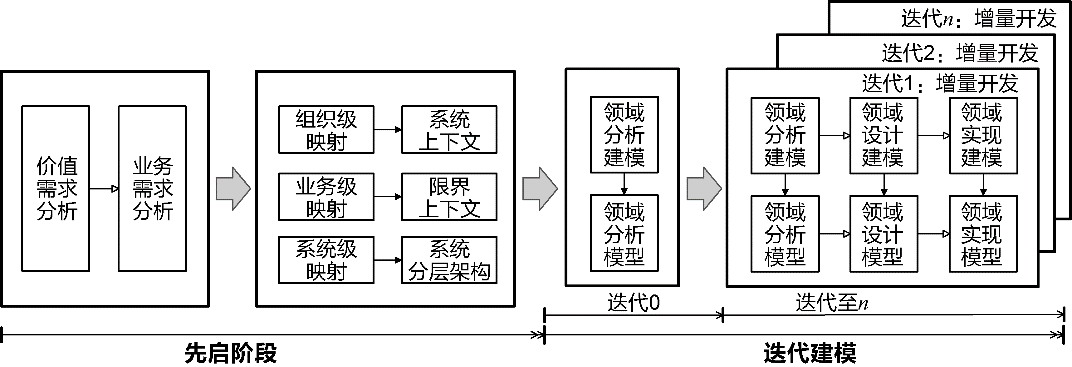 迭代n：增量开发
迭代2：增量开发
迭代1：增量开发
价值
需求
分析
业务
需求
分析
组织级
映射
系统
上下文
业务级
映射
限界
上下文
系统级
映射
系统
分层架构
领域
分析
建模
领域
分析
模型
领域
分析
建模
领域
设计
建模
领域
实现
建模
领域
分析
模型
领域
设计
模型
领域
实现
模型
迭代0
迭代至n
先启阶段
迭代建模